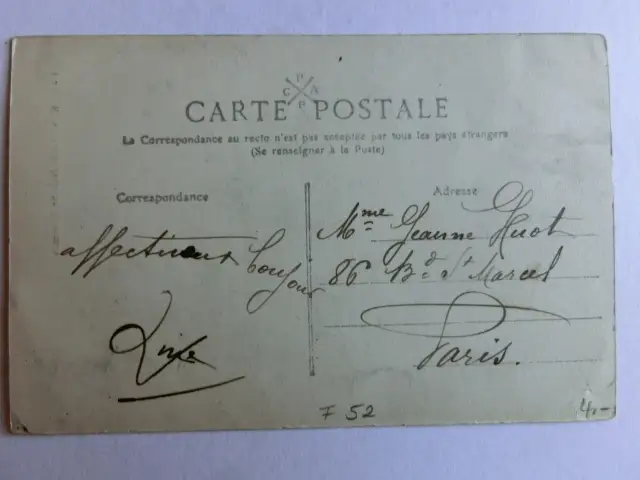 C P A P
CARTE POSTALE
La Correspondance au recto n'est pas acceptée par tous les pays étrangers
(Se renseigner à la Poste)
Correspondance
Adresse
affectueux bonjour
Mme Jeanne Huot
86 Bd St Marcel
Paris.
F 52
4,-